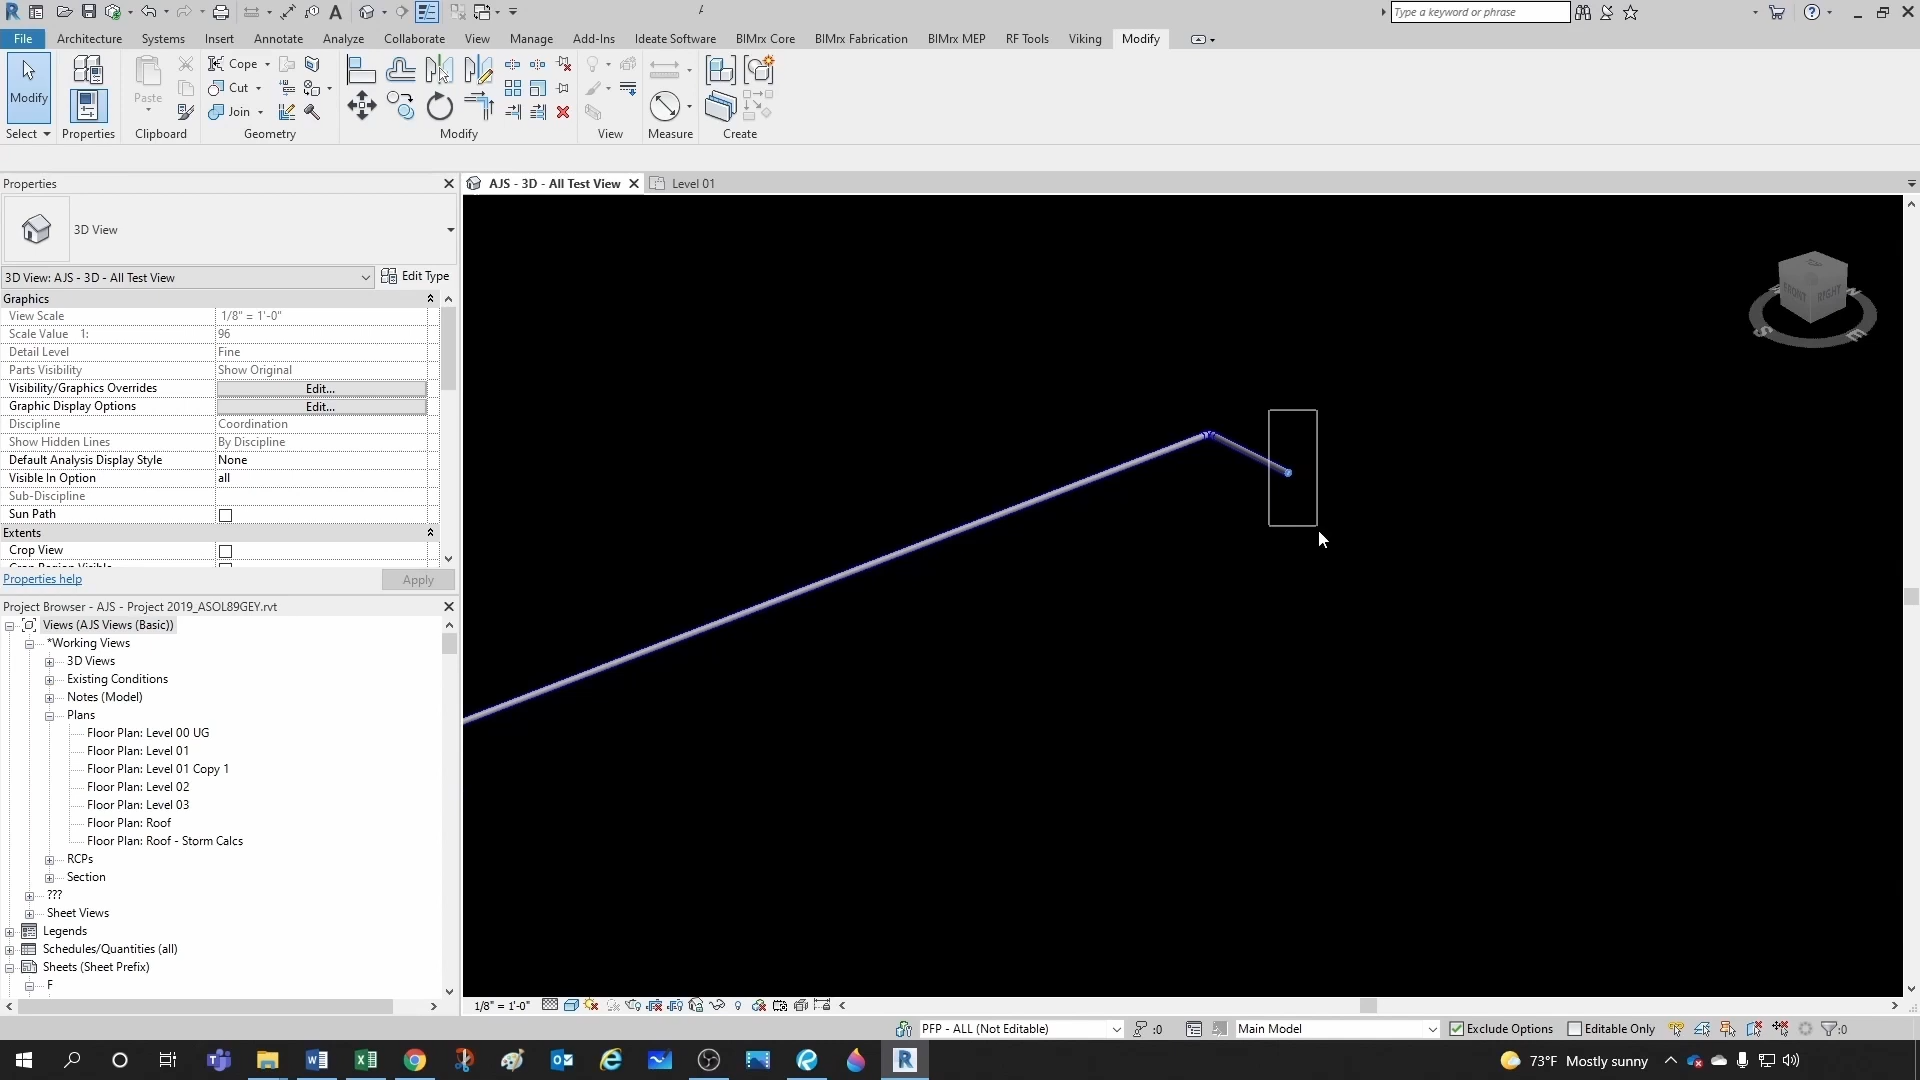 Type a keyword or phrase
File Architecture Systems Insert Annotate Analyze Collaborate View Manage Add-Ins Ideate Software BIMrx Core BIMrx Fabrication BIMrx MEP RF Tools Viking Modify
Modify
Paste
Cope
Cut
Join
Select Properties Clipboard Geometry Modify View Measure Create
Properties
AJS - 3D - All Test View Level 01
3D View
3D View: AJS - 3D - All Test View Edit Type
Graphics
View Scale 1/8" = 1'-0"
Scale Value 1: 96
Detail Level Fine
Parts Visibility Show Original
Visibility/Graphics Overrides Edit...
Graphic Display Options Edit...
Discipline Coordination
Show Hidden Lines By Discipline
Default Analysis Display Style None
Visible In Option all
Sub-Discipline
Sun Path
Extents
Crop View
Crop Region Visible
Properties help Apply
FRONT RIGHT
S E
Project Browser - AJS - Project 2019_ASOL89GEY.rvt
Views (AJS Views (Basic))
*Working Views
3D Views
Existing Conditions
Notes (Model)
Plans
Floor Plan: Level 00 UG
Floor Plan: Level 01
Floor Plan: Level 01 Copy 1
Floor Plan: Level 02
Floor Plan: Level 03
Floor Plan: Roof
Floor Plan: Roof - Storm Calcs
RCPs
Section
???
Sheet Views
Legends
Schedules/Quantities (all)
Sheets (Sheet Prefix)
F
1/8" = 1'-0"
PFP - ALL (Not Editable) :0 Main Model Exclude Options Editable Only :0
73°F Mostly sunny